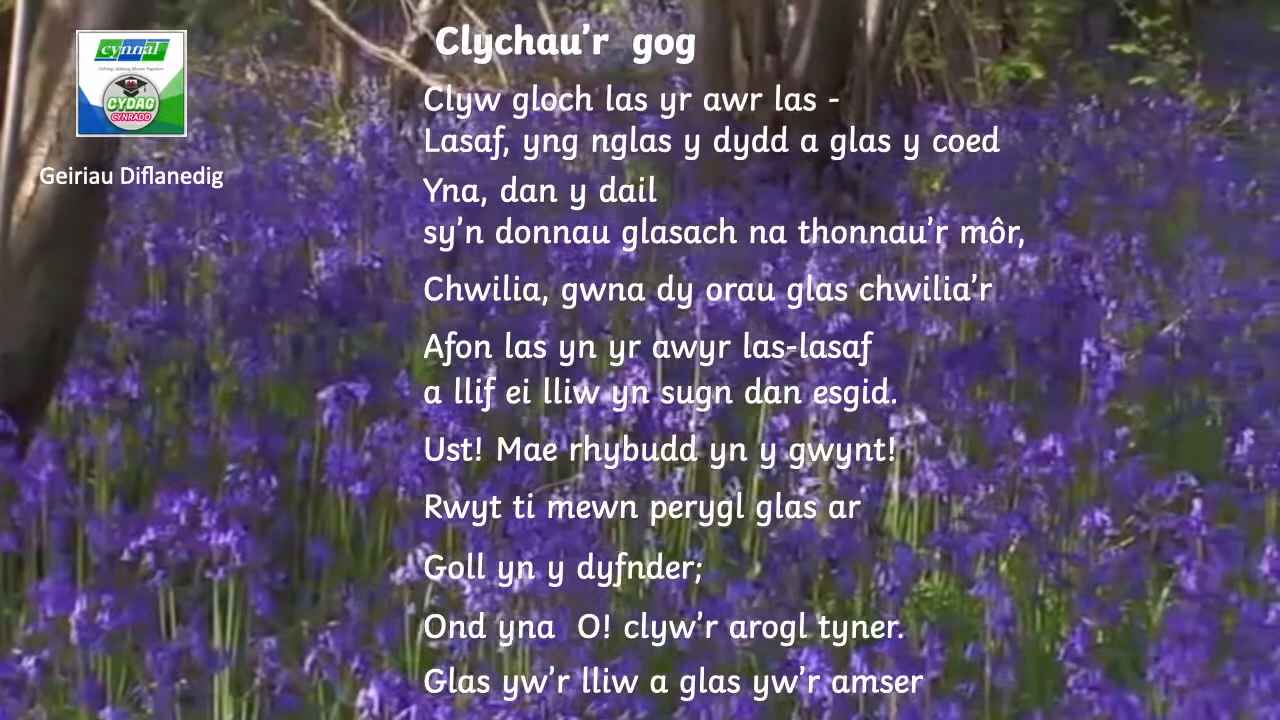 Clychau'r gog
cynnal
CYDAG
CYNRADD
Geiriau Diflanedig
Clyw gloch las yr awr las -
Lasaf, yng nglas y dydd a glas y coed
Yna, dan y dail
sy'n donnau glasach na thonnau'r môr,
Chwilia, gwna dy orau glas chwilia'r
Afon las yn yr awyr las-lasaf
a llif ei lliw yn sugn dan esgid.
Ust! Mae rhybudd yn y gwynt!
Rwyt ti mewn perygl glas ar
Goll yn y dyfnder;
Ond yna O! clyw'r arogl tyner.
Glas yw'r lliw a glas yw'r amser